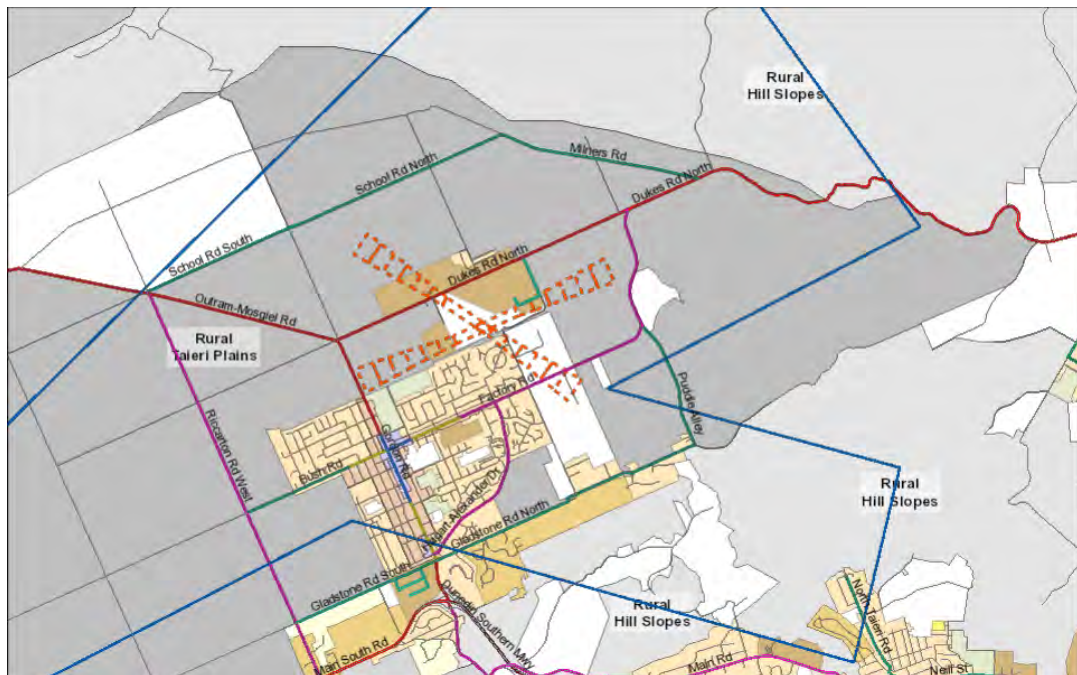 Rural
Hill Slopes
Milners Rd
School Rd North
Dukes Rd North
School Rd South
Dukes Rd North
Outram-Mosgiel Rd
Rural
Taieri Plains
Factory Rd
Puddle Alley
Riccarton Rd West
Gordon Rd
Bush Rd
Rural
Hill Slopes
Hagart-Alexander Dr
Gladstone Rd North
Gladstone Rd South
Rural
Hill Slopes
Dunedin Southern Mwy
North Taieri Rd
Main South Rd
Main Rd
Neill St